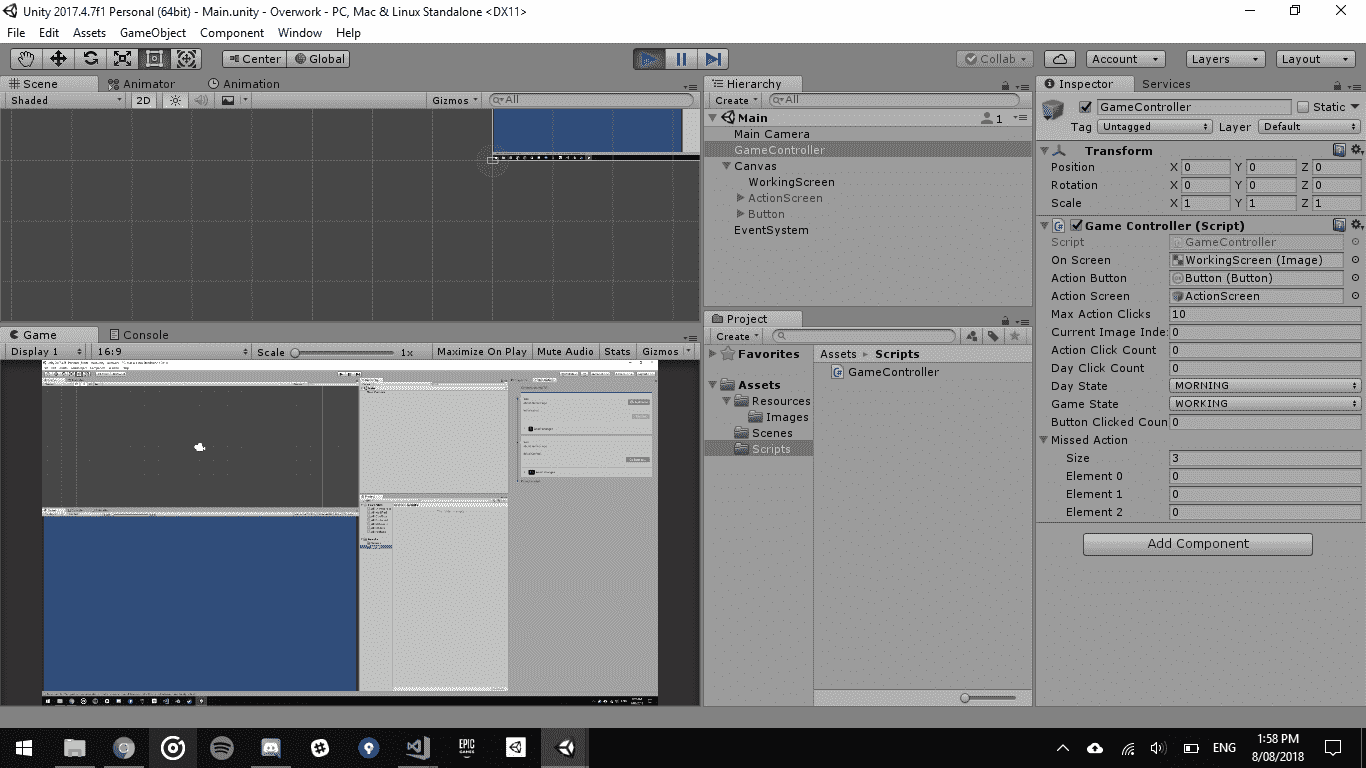 Unity 2017.4.7f1 Personal (64bit) - Main.unity - Overwork - PC, Mac & Linux Standalone <DX11>
File Edit Assets GameObject Component Window Help
Center Global Collab Account Layers Layout
Scene Animator Animation
Shaded 2D Gizmos All
Hierarchy
Create All
Main 1
Main Camera
GameController
Canvas
WorkingScreen
ActionScreen
Button
EventSystem
Game Console
Display 1 16:9 Scale 1x Maximize On Play Mute Audio Stats Gizmos
Project
Create
Favorites
Assets
Resources
Images
Scenes
Scripts
Assets Scripts
GameController
Inspector Services
GameController Static
Tag Untagged Layer Default
Transform
Position X 0 Y 0 Z 0
Rotation X 0 Y 0 Z 0
Scale X 1 Y 1 Z 1
Game Controller (Script)
Script GameController
On Screen WorkingScreen (Image)
Action Button Button (Button)
Action Screen ActionScreen
Max Action Clicks 10
Current Image Inde: 0
Action Click Count 0
Day Click Count 0
Day State MORNING
Game State WORKING
Button Clicked Coun 0
Missed Action
Size 3
Element 0 0
Element 1 0
Element 2 0
Add Component
EPIC GAMES
ENG
1:58 PM
8/08/2018